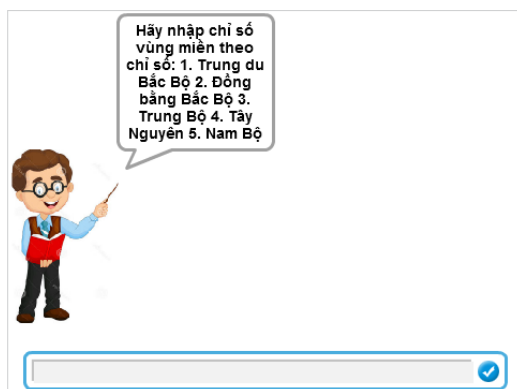 Hãy nhập chỉ số
vùng miền theo
chỉ số: 1. Trung du
Bắc Bộ 2. Đồng
bằng Bắc Bộ 3.
Trung Bộ 4. Tây
Nguyên 5. Nam Bộ